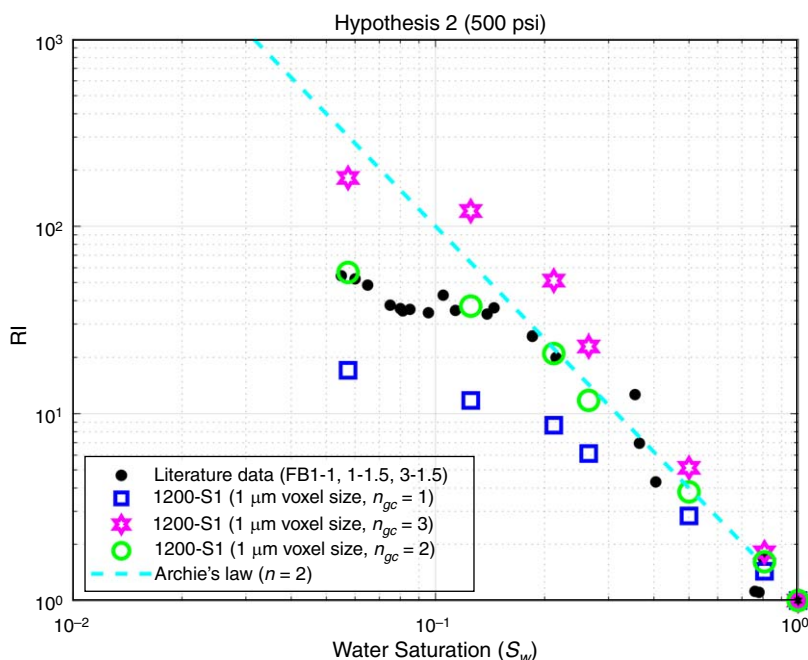 Hypothesis 2 (500 psi)
10³
10²
10¹
10⁰
RI
Literature data (FB1-1, 1-1.5, 3-1.5)
1200-S1 (1 μm voxel size, n_gc = 1)
1200-S1 (1 μm voxel size, n_gc = 3)
1200-S1 (1 μm voxel size, n_gc = 2)
Archie's law (n = 2)
10⁻² 10⁻¹ 10⁰
Water Saturation (S_w)